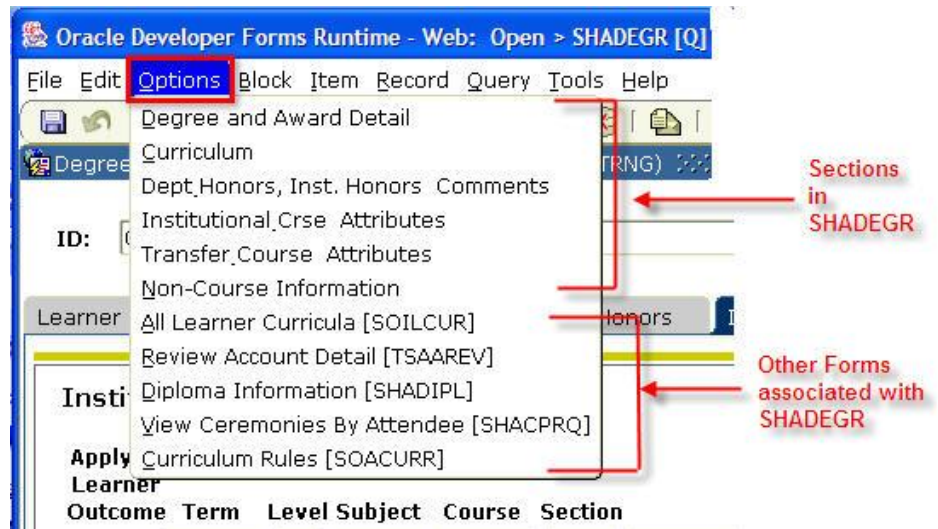 Oracle Developer Forms Runtime - Web: Open > SHADEGR [Q]
File Edit Options Block Item Record Query Tools Help
Degree and Award Detail
Degree
TRNG)
Curriculum
Dept Honors, Inst. Honors Comments
Sections
in
SHADEGR
Institutional Crse Attributes
ID:
Transfer Course Attributes
Non-Course Information
Learner
Honors
All Learner Curricula [SOILCUR]
Review Account Detail [TSAAREV]
Other Forms
associated with
SHADEGR
Diploma Information [SHADIPL]
Insti
View Ceremonies By Attendee [SHACPRQ]
Apply
Curriculum Rules [SOACURR]
Learner
Outcome Term Level Subject Course Section